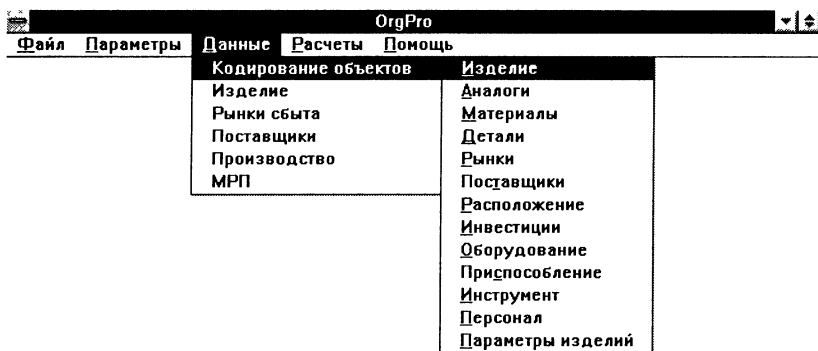 OrgPro
Файл Параметры Данные Расчеты Помощь
Кодирование объектов Изделие
Изделие Аналоги
Рынки сбыта Материалы
Поставщики Детали
Производство Рынки
МРП Поставщики
Расположение
Инвестиции
Оборудование
Приспособление
Инструмент
Персонал
Параметры изделий